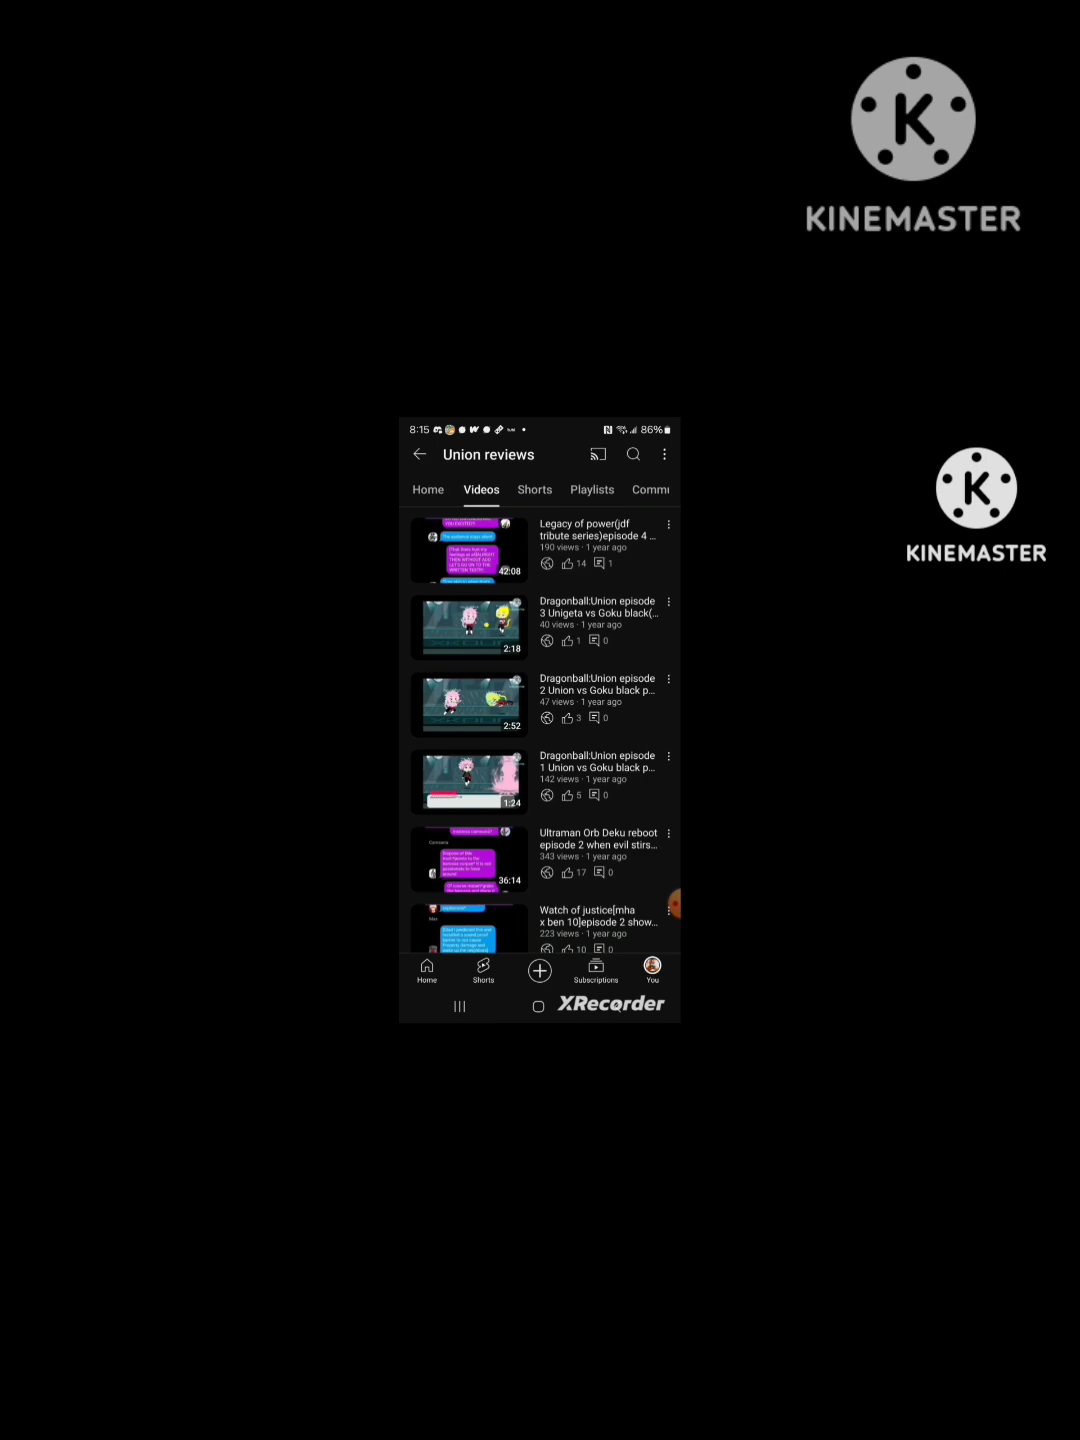 KINEMASTER
8:15
86%
Union reviews
KINEMASTER
Home Videos Shorts Playlists Commu
Legacy of power(jdf
tribute series)episode 4 ...
190 views · 1 year ago
14 1
42:08
Dragonball:Union episode
3 Unigeta vs Goku black(...
40 views · 1 year ago
1 0
2:18
Dragonball:Union episode
2 Union vs Goku black p...
47 views · 1 year ago
3 0
2:52
Dragonball:Union episode
1 Union vs Goku black p...
142 views · 1 year ago
5 0
1:24
Ultraman Orb Deku reboot
episode 2 when evil stirs...
343 views · 1 year ago
17 0
36:14
Watch of justice[mha
x ben 10]episode 2 show...
223 views · 1 year ago
10 0
Home Shorts Subscriptions You
XRecorder